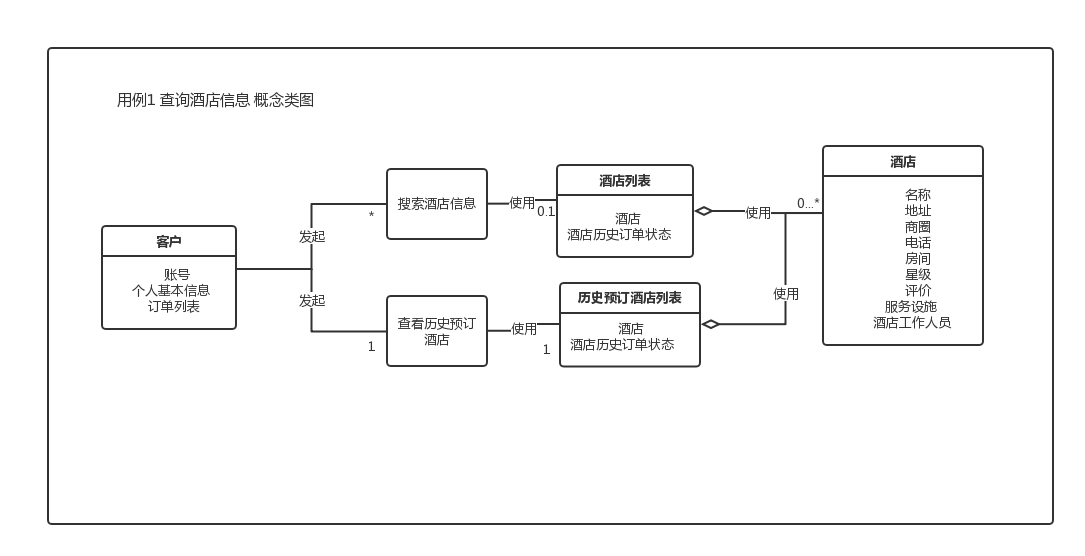 用例1 查询酒店信息 概念类图
客户
账号
个人基本信息
订单列表
发起
发起
*
1
搜索酒店信息
查看历史预订
酒店
使用
0.1
使用
1
酒店列表
酒店
酒店历史订单状态
历史预订酒店列表
酒店
酒店历史订单状态
使用
0...*
使用
酒店
名称
地址
商圈
电话
房间
星级
评价
服务设施
酒店工作人员